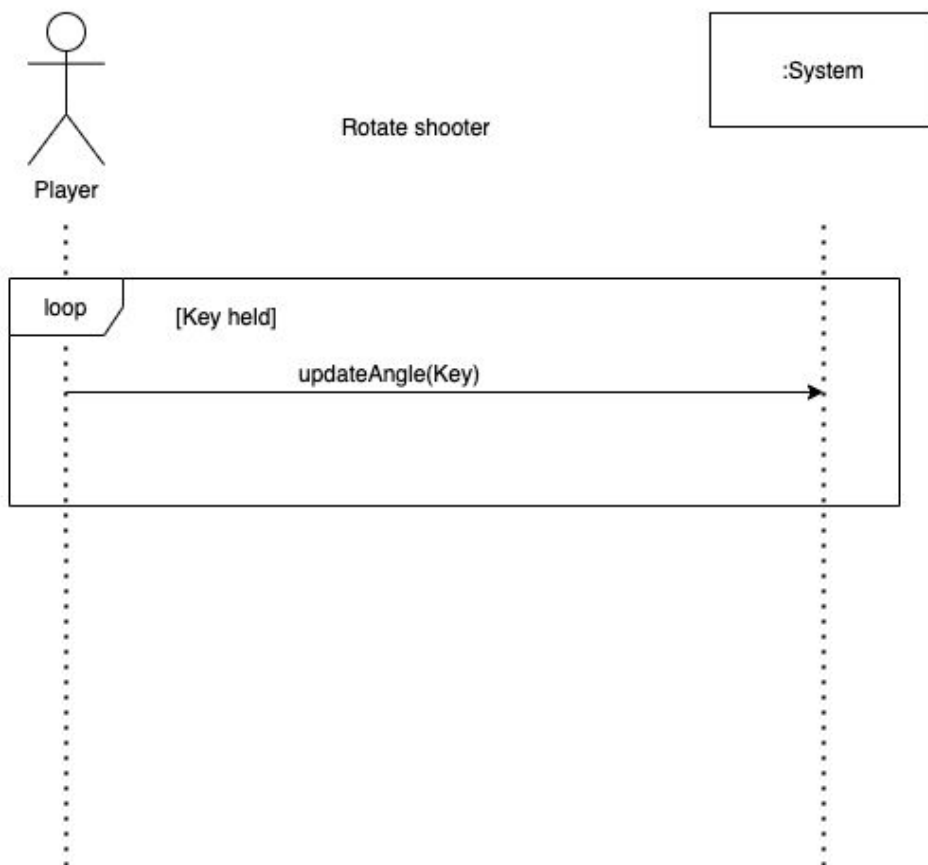 :System
Rotate shooter
Player
loop
[Key held]
updateAngle(Key)